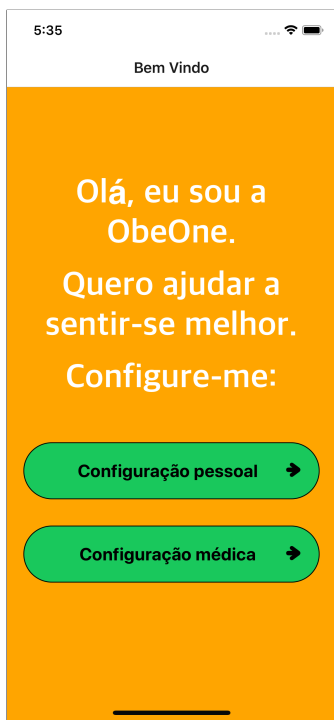 5:35
Bem Vindo
Olá, eu sou a
ObeOne.
Quero ajudar a
sentir-se melhor.
Configure-me:
Configuração pessoal
Configuração médica